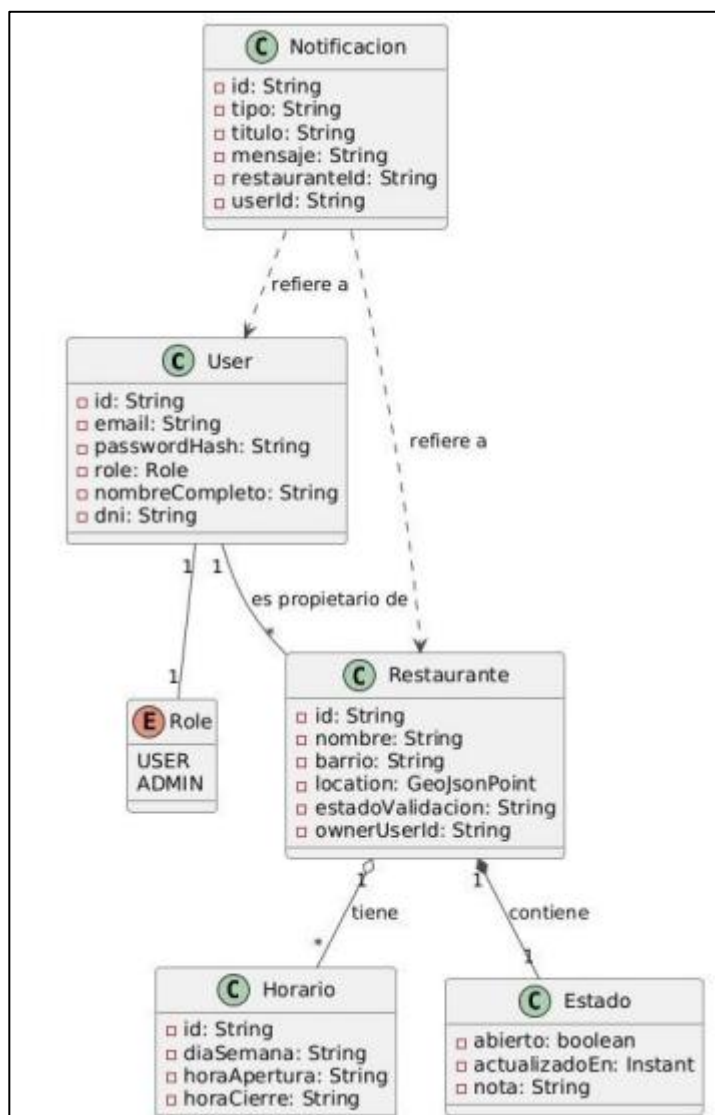 C Notificacion
id: String
tipo: String
titulo: String
mensaje: String
restauranteId: String
userId: String
refiere a
refiere a
C User
id: String
email: String
passwordHash: String
role: Role
nombreCompleto: String
dni: String
1
1
es propietario de
1
*
E Role
USER
ADMIN
C Restaurante
id: String
nombre: String
barrio: String
location: GeoJsonPoint
estadoValidacion: String
ownerUserId: String
1
1
tiene
contiene
*
1
C Horario
id: String
diaSemana: String
horaApertura: String
horaCierre: String
C Estado
abierto: boolean
actualizadoEn: Instant
nota: String